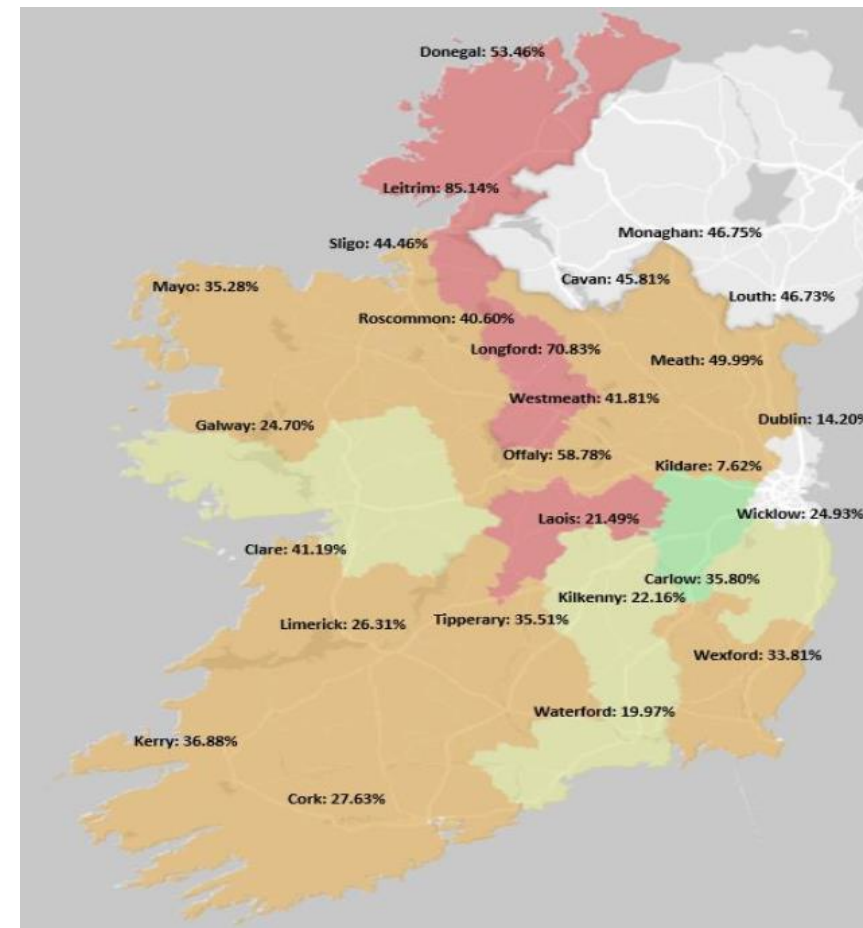 Donegal: 53.46%
Leitrim: 85.14%
Monaghan: 46.75%
Sligo: 44.46%
Cavan: 45.81%
Mayo: 35.28%
Louth: 46.73%
Roscommon: 40.60%
Longford: 70.83%
Meath: 49.99%
Westmeath: 41.81%
Dublin: 14.20%
Galway: 24.70%
Offaly: 58.78%
Kildare: 7.62%
Wicklow: 24.93%
Laois: 21.49%
Clare: 41.19%
Carlow: 35.80%
Kilkenny: 22.16%
Tipperary: 35.51%
Limerick: 26.31%
Wexford: 33.81%
Waterford: 19.97%
Kerry: 36.88%
Cork: 27.63%